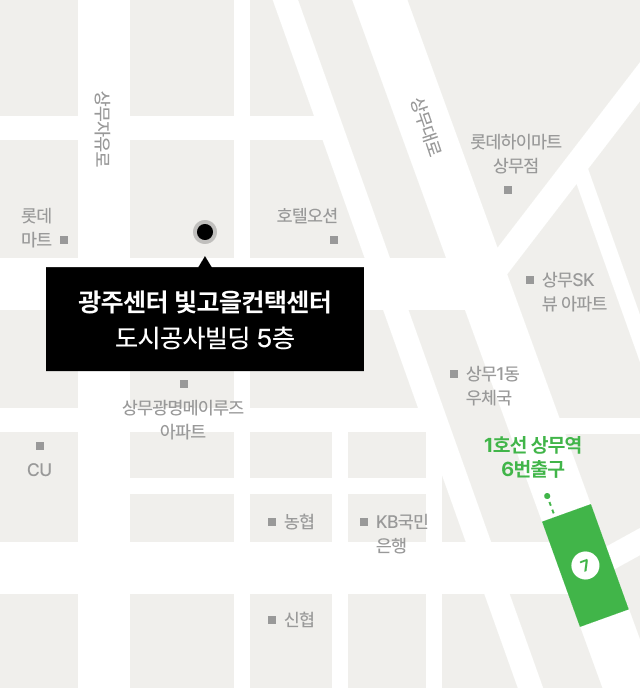 상무자유로
상무대로
롯데하이마트
상무점
롯데
마트
호텔오션
상무SK
뷰 아파트
광주센터 빛고을컨택센터
도시공사빌딩 5층
상무1동
우체국
상무광명메이루즈
아파트
CU
1호선 상무역
6번출구
농협
KB국민
은행
1
신협